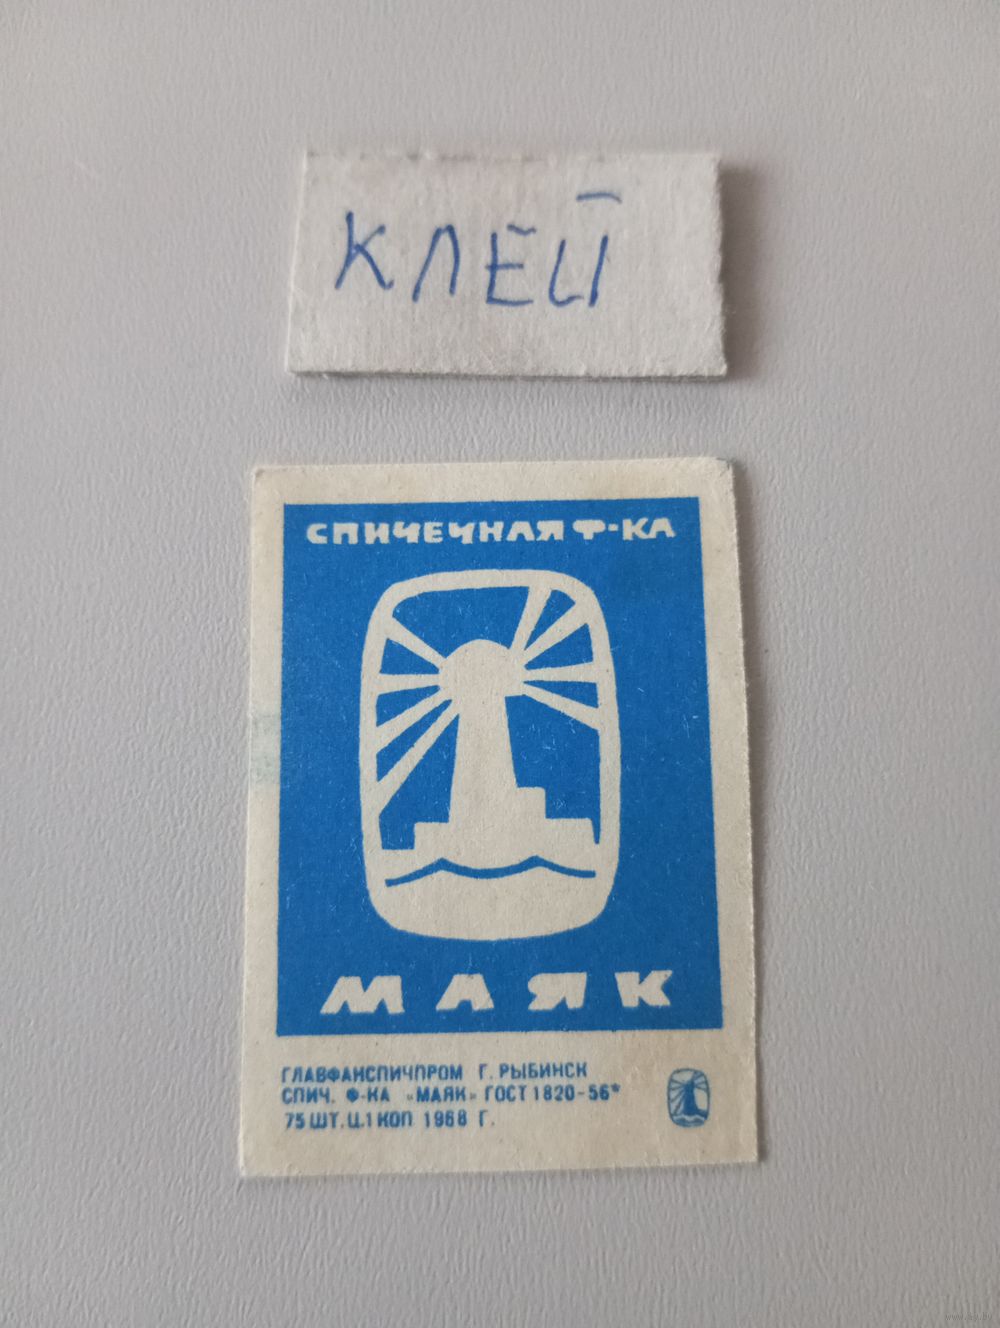 КЛЕЙ
СПИЧЕЧНАЯ Ф-КА
МАЯК
ГЛАВФАНСПИЧПРОМ Г. РЫБИНСК
СПИЧ. Ф-КА «МАЯК» ГОСТ 1820-56*
75 ШТ. Ц. 1 КОП 1968 Г.